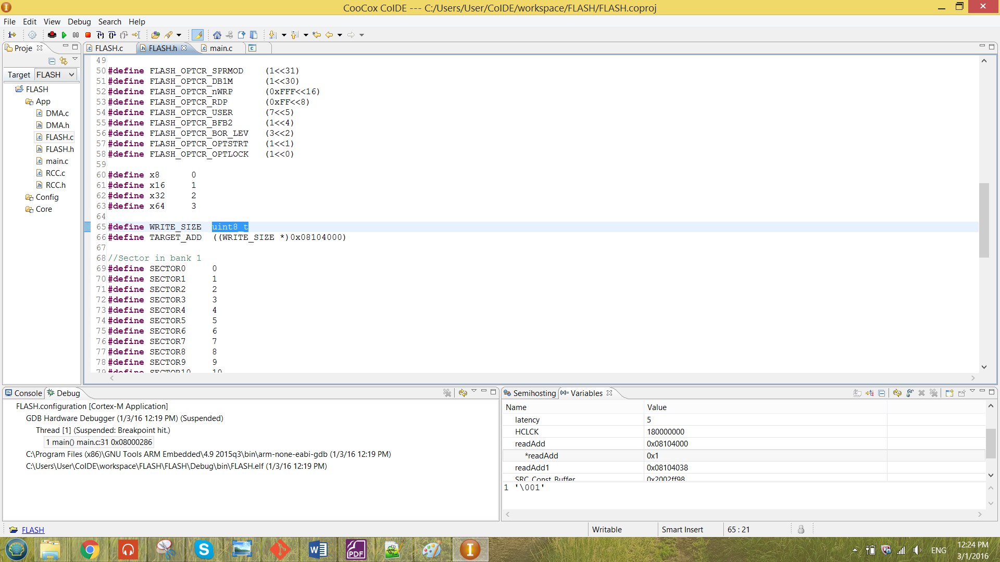 CooCox CoIDE --- C:/Users/User/CoIDE/workspace/FLASH/FLASH.coproj
File Edit View Debug Search Help
Proje
FLASH.c FLASH.h main.c
Target FLASH
FLASH
App
DMA.c
DMA.h
FLASH.c
FLASH.h
main.c
RCC.c
RCC.h
Config
Core
49
50 #define FLASH_OPTCR_SPRMOD (1<<31)
51 #define FLASH_OPTCR_DB1M (1<<30)
52 #define FLASH_OPTCR_nWRP (0xFFF<<16)
53 #define FLASH_OPTCR_RDP (0xFF<<8)
54 #define FLASH_OPTCR_USER (7<<5)
55 #define FLASH_OPTCR_BFB2 (1<<4)
56 #define FLASH_OPTCR_BOR_LEV (3<<2)
57 #define FLASH_OPTCR_OPTSTRT (1<<1)
58 #define FLASH_OPTCR_OPTLOCK (1<<0)
59
60 #define x8 0
61 #define x16 1
62 #define x32 2
63 #define x64 3
64
65 #define WRITE_SIZE uint8_t
66 #define TARGET_ADD ((WRITE_SIZE *)0x08104000)
67
68 //Sector in bank 1
69 #define SECTOR0 0
70 #define SECTOR1 1
71 #define SECTOR2 2
72 #define SECTOR3 3
73 #define SECTOR4 4
74 #define SECTOR5 5
75 #define SECTOR6 6
76 #define SECTOR7 7
77 #define SECTOR8 8
78 #define SECTOR9 9
79 #define SECTOR10 10
Console Debug
FLASH.configuration [Cortex-M Application]
GDB Hardware Debugger (1/3/16 12:19 PM) (Suspended)
Thread [1] (Suspended: Breakpoint hit.)
1 main() main.c:31 0x08000286
C:\Program Files (x86)\GNU Tools ARM Embedded\4.9 2015q3\bin\arm-none-eabi-gdb (1/3/16 12:19 PM)
C:\Users\User\CoIDE\workspace\FLASH\FLASH\Debug\bin\FLASH.elf (1/3/16 12:19 PM)
Semihosting Variables
Name Value
latency 5
HCLCK 180000000
readAdd 0x08104000
*readAdd 0x1
readAdd1 0x08104038
SRC_Const_Buffer 0x2002ff98
1 '\001'
FLASH
Writable Smart Insert 65 : 21
ENG
12:24 PM
3/1/2016